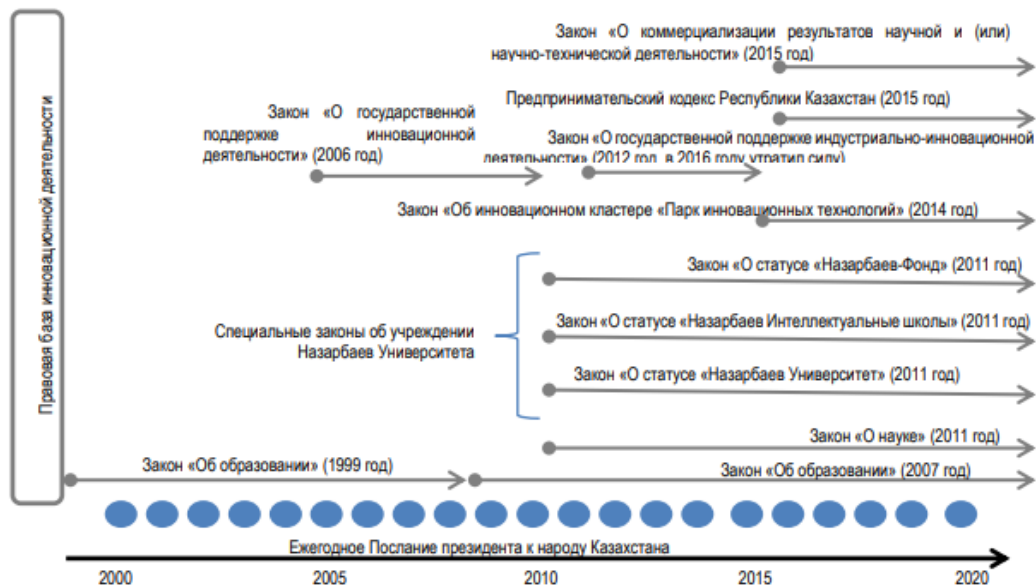 Правовая база инновационной деятельности
Закон «О коммерциализации результатов научной и (или)
научно-технической деятельности» (2015 год)
Предпринимательский кодекс Республики Казахстан (2015 год)
Закон «О государственной
поддержке инновационной
деятельности» (2006 год)
Закон «О государственной поддержке индустриально-инновационной
деятельности» (2012 год, в 2016 году утратил силу)
Закон «Об инновационном кластере «Парк инновационных технологий» (2014 год)
Закон «О статусе «Назарбаев-Фонд» (2011 год)
Специальные законы об учреждении
Назарбаев Университета
Закон «О статусе «Назарбаев Интеллектуальные школы» (2011 год)
Закон «О статусе «Назарбаев Университет» (2011 год)
Закон «О науке» (2011 год)
Закон «Об образовании» (1999 год)
Закон «Об образовании» (2007 год)
Ежегодное Послание президента к народу Казахстана
2000 2005 2010 2015 2020